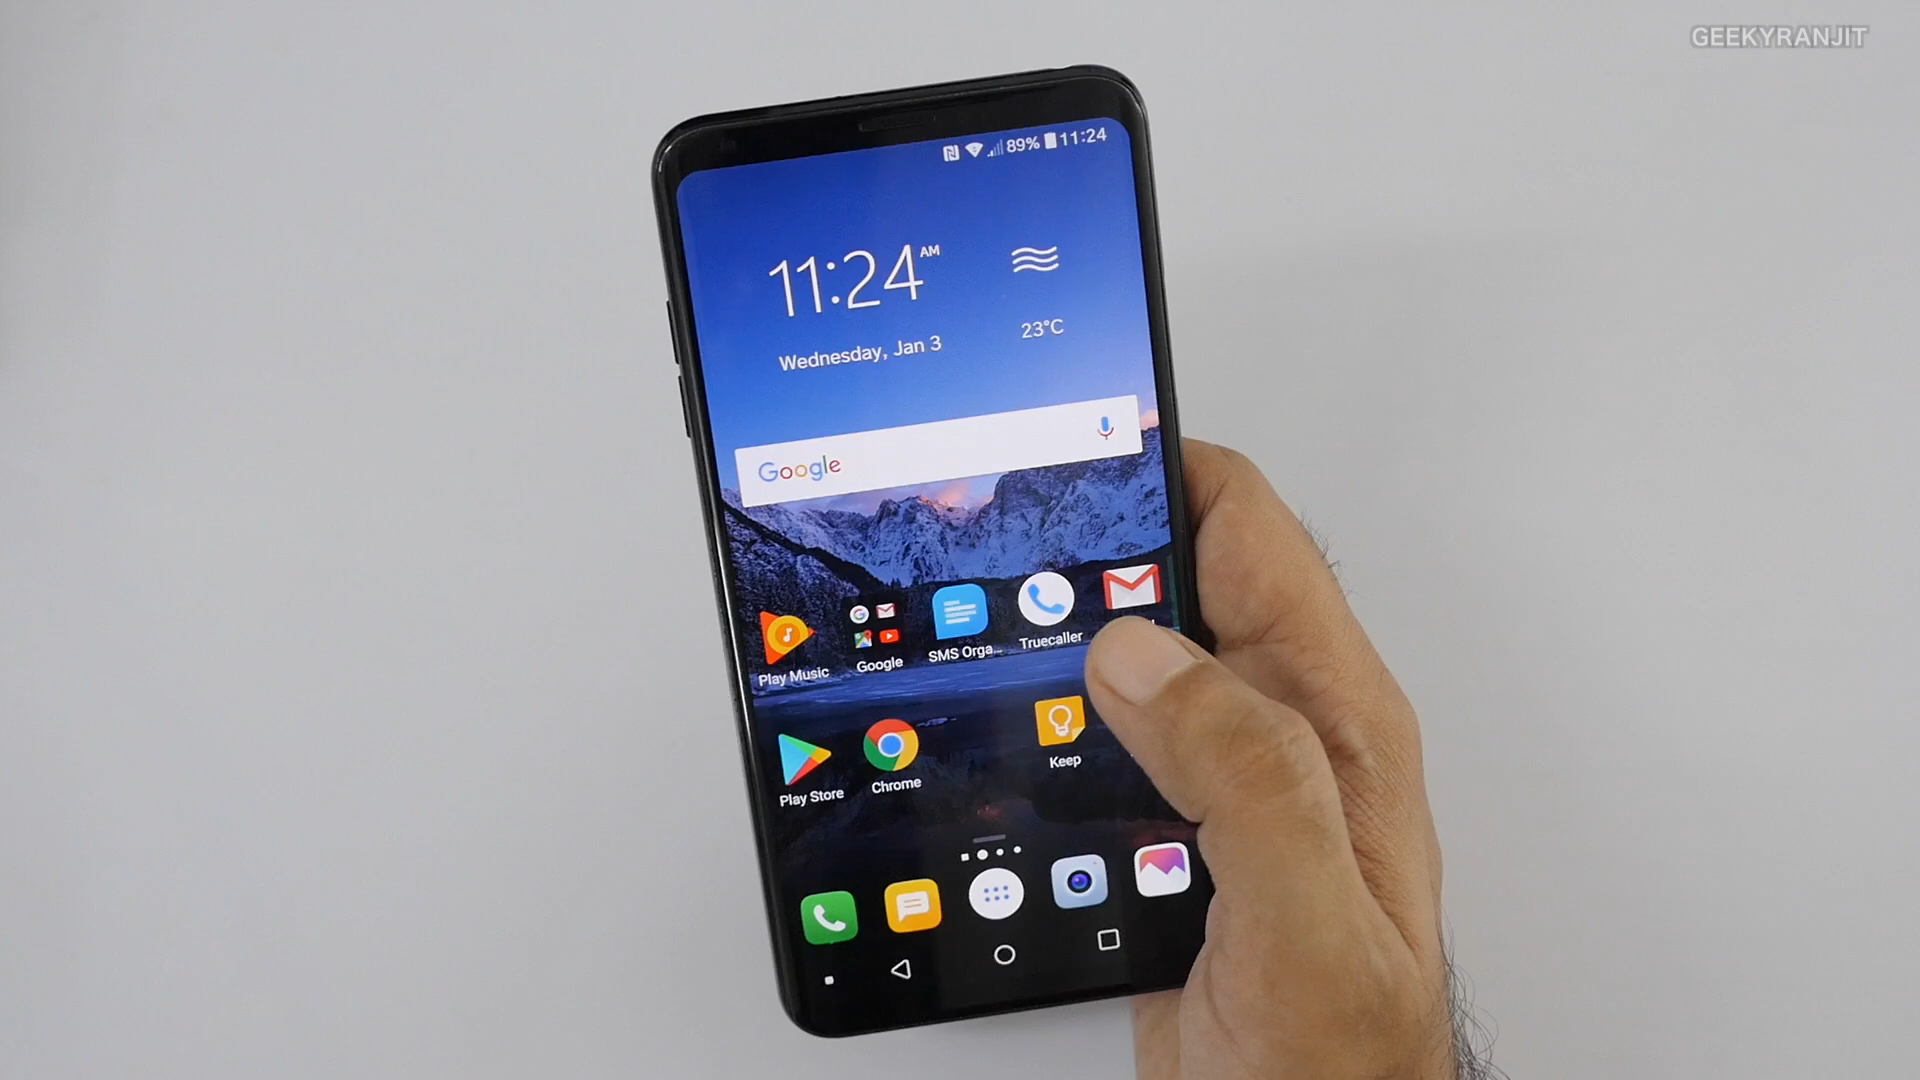 GEEKYRANJIT
89% 11:24
11:24 AM
Wednesday, Jan 3
23°C
Google
Play Music
Google
SMS Orga...
Truecaller
Play Store
Chrome
Keep